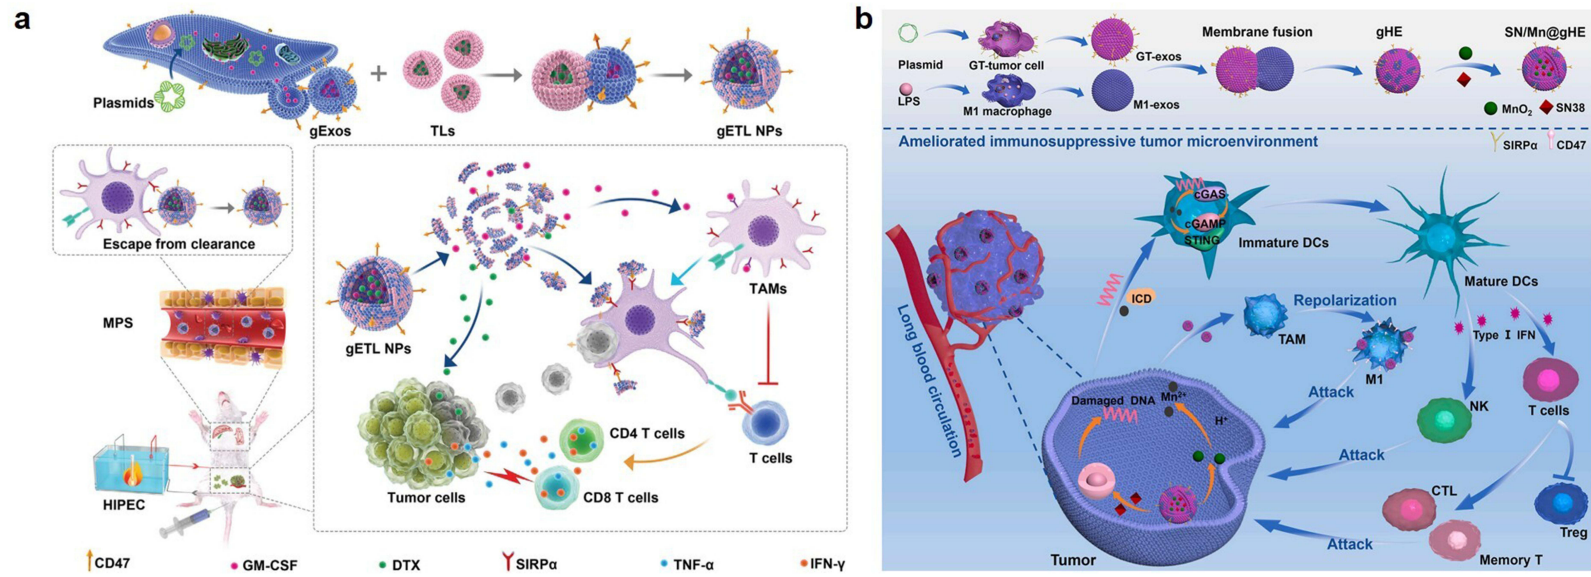 a
Plasmids
gExos
TLs
gETL NPs
Escape from clearance
MPS
HIPEC
gETL NPs
TAMs
Tumor cells
CD4 T cells
CD8 T cells
T cells
CD47
GM-CSF
DTX
SIRPα
TNF-α
IFN-γ
b
Plasmid
GT-tumor cell
GT-exos
LPS
M1 macrophage
M1-exos
Membrane fusion
gHE
SN/Mn@gHE
MnO₂
SN38
Ameliorated immunosuppressive tumor microenvironment
SIRPα
CD47
Long blood circulation
cGAS
cGAMP
STING
Immature DCs
Mature DCs
ICD
Repolarization
TAM
M1
Type I IFN
Attack
NK
T cells
Damaged DNA
Mn²⁺
H⁺
Attack
CTL
Treg
Attack
Memory T
Tumor